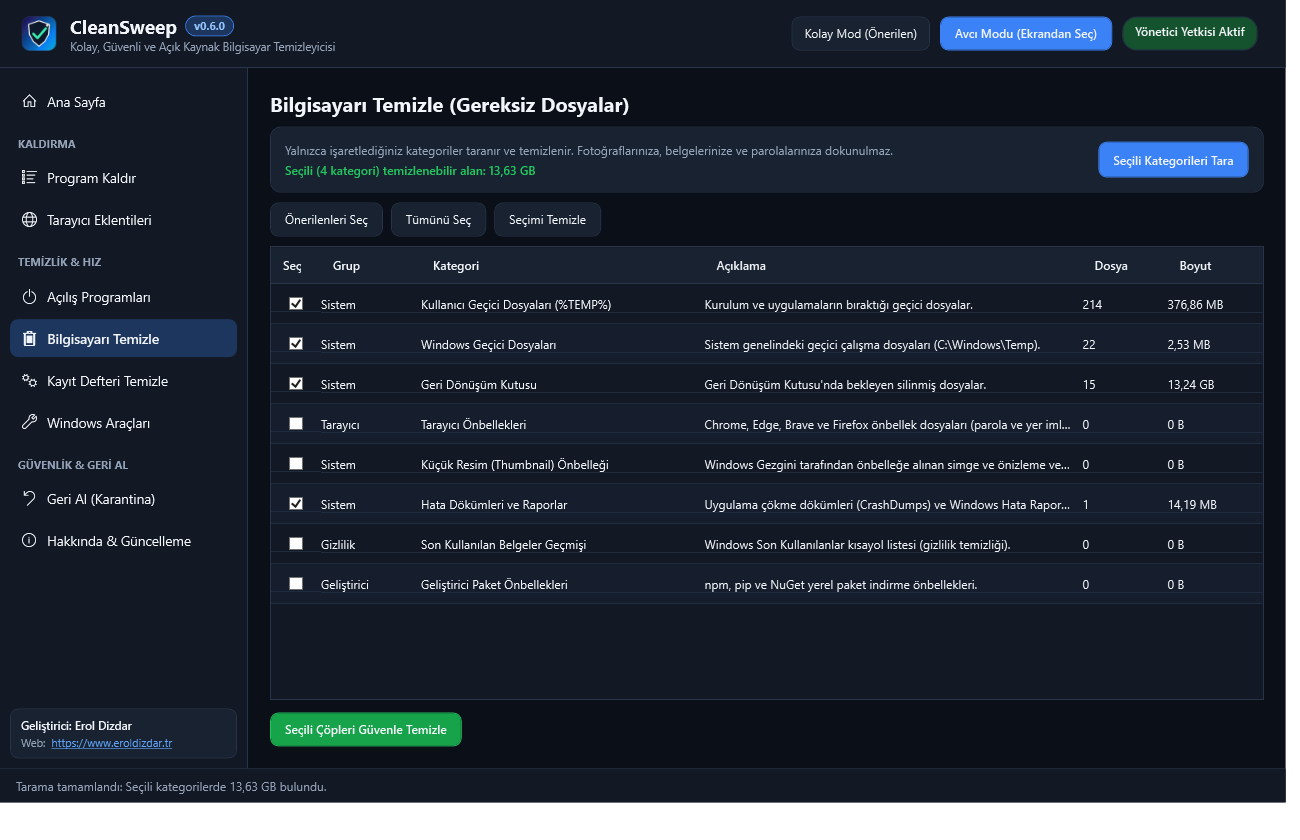 CleanSweep v0.6.0
Kolay, Güvenli ve Açık Kaynak Bilgisayar Temizleyicisi
Kolay Mod (Önerilen)
Avcı Modu (Ekrandan Seç)
Yönetici Yetkisi Aktif
Ana Sayfa
KALDIRMA
Program Kaldır
Tarayıcı Eklentileri
TEMİZLİK & HIZ
Açılış Programları
Bilgisayarı Temizle
Kayıt Defteri Temizle
Windows Araçları
GÜVENLİK & GERİ AL
Geri Al (Karantina)
Hakkında & Güncelleme
Geliştirici: Erol Dizdar
Web: https://www.eroldizdar.tr
Bilgisayarı Temizle (Gereksiz Dosyalar)
Yalnızca işaretlediğiniz kategoriler taranır ve temizlenir. Fotoğraflarınıza, belgelerinize ve parolalarınıza dokunulmaz.
Seçili (4 kategori) temizlenebilir alan: 13,63 GB
Seçili Kategorileri Tara
Önerilenleri Seç
Tümünü Seç
Seçimi Temizle
Seç Grup Kategori Açıklama Dosya Boyut
Sistem Kullanıcı Geçici Dosyaları (%TEMP%) Kurulum ve uygulamaların bıraktığı geçici dosyalar. 214 376,86 MB
Sistem Windows Geçici Dosyaları Sistem genelindeki geçici çalışma dosyaları (C:\Windows\Temp). 22 2,53 MB
Sistem Geri Dönüşüm Kutusu Geri Dönüşüm Kutusu'nda bekleyen silinmiş dosyalar. 15 13,24 GB
Tarayıcı Tarayıcı Önbellekleri Chrome, Edge, Brave ve Firefox önbellek dosyaları (parola ve yer iml... 0 0 B
Sistem Küçük Resim (Thumbnail) Önbelleği Windows Gezgini tarafından önbelleğe alınan simge ve önizleme ve... 0 0 B
Sistem Hata Dökümleri ve Raporlar Uygulama çökme dökümleri (CrashDumps) ve Windows Hata Rapor... 1 14,19 MB
Gizlilik Son Kullanılan Belgeler Geçmişi Windows Son Kullanılanlar kısayol listesi (gizlilik temizliği). 0 0 B
Geliştirici Geliştirici Paket Önbellekleri npm, pip ve NuGet yerel paket indirme önbellekleri. 0 0 B
Seçili Çöpleri Güvenle Temizle
Tarama tamamlandı: Seçili kategorilerde 13,63 GB bulundu.